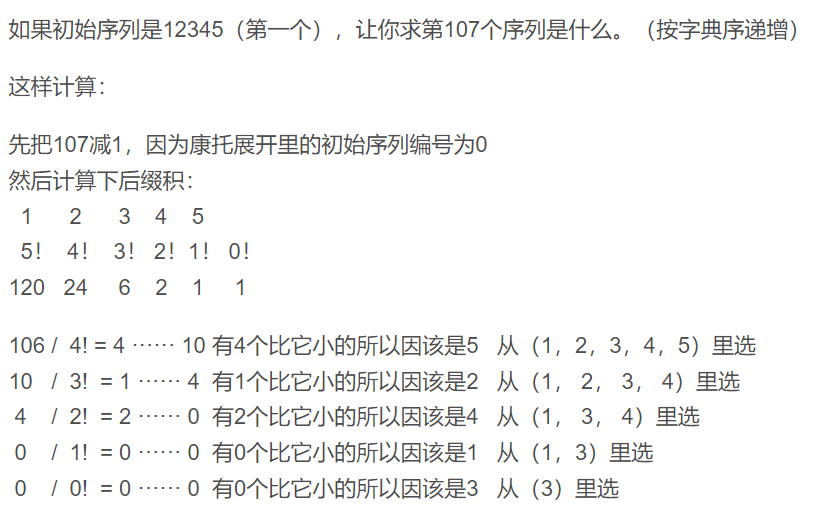 如果初始序列是12345（第一个），让你求第107个序列是什么。（按字典序递增）
这样计算：
先把107减1，因为康托展开里的初始序列编号为0
然后计算下后缀积：
1 2 3 4 5
5! 4! 3! 2! 1! 0!
120 24 6 2 1 1
106 / 4! = 4 …… 10 有4个比它小的所以因该是5 从（1，2，3，4，5）里选
10 / 3! = 1 …… 4 有1个比它小的所以因该是2 从（1， 2， 3， 4）里选
4 / 2! = 2 …… 0 有2个比它小的所以因该是4 从（1， 3， 4）里选
0 / 1! = 0 …… 0 有0个比它小的所以因该是1 从（1，3）里选
0 / 0! = 0 …… 0 有0个比它小的所以因该是3 从（3）里选